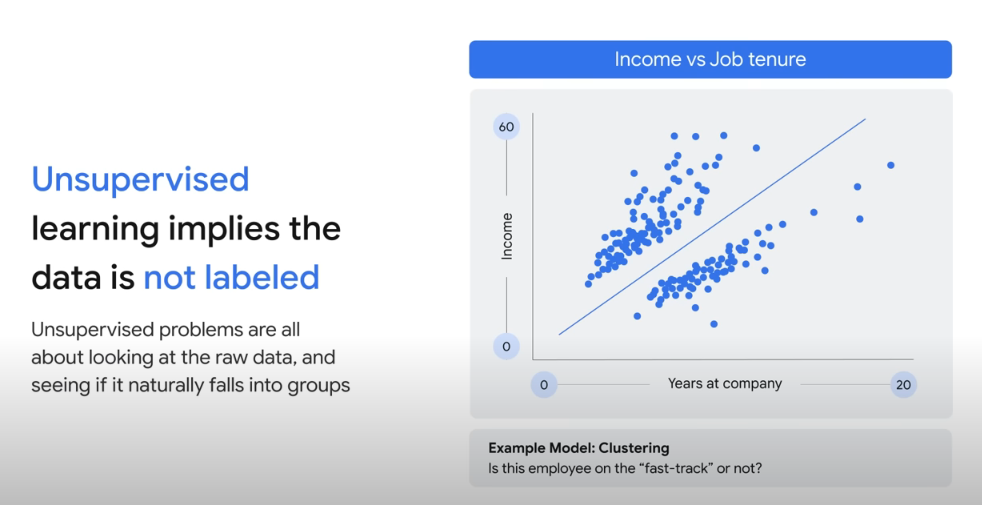 Unsupervised
learning implies the
data is not labeled
Unsupervised problems are all
about looking at the raw data, and
seeing if it naturally falls into groups
Income vs Job tenure
60
Income
0
0
Years at company
20
Example Model: Clustering
Is this employee on the “fast-track” or not?